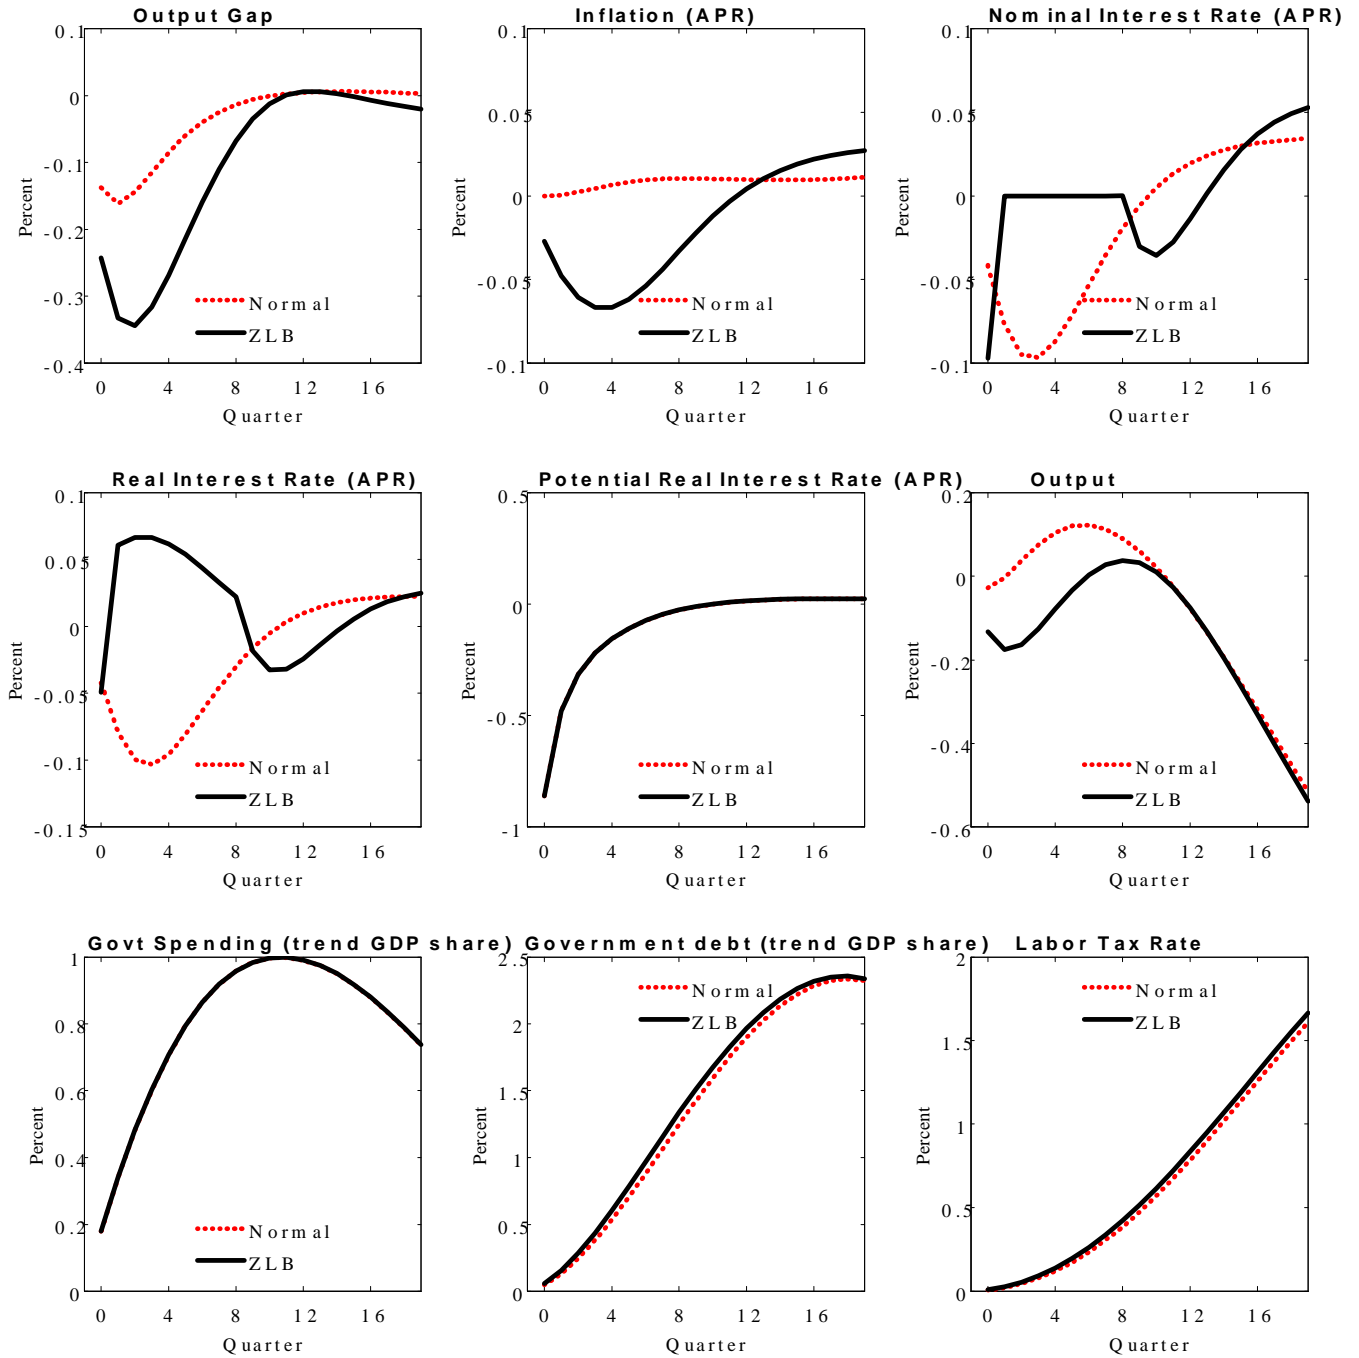 Output Gap
Inflation (APR)
Nominal Interest Rate (APR)
0.1
0
-0.1
-0.2
-0.3
-0.4
Percent
Normal
ZLB
0 4 8 12 16
Quarter
0.1
0.05
0
-0.05
-0.1
Percent
Normal
ZLB
0 4 8 12 16
Quarter
0.1
0.05
0
-0.05
-0.1
Percent
Normal
ZLB
0 4 8 12 16
Quarter
Real Interest Rate (APR)
Potential Real Interest Rate (APR)
Output
0.1
0.05
0
-0.05
-0.1
-0.15
Percent
Normal
ZLB
0 4 8 12 16
Quarter
0.5
0
-0.5
-1
Percent
Normal
ZLB
0 4 8 12 16
Quarter
0.2
0
-0.2
-0.4
-0.6
Percent
Normal
ZLB
0 4 8 12 16
Quarter
Govt Spending (trend GDP share)
Government debt (trend GDP share)
Labor Tax Rate
1
0.8
0.6
0.4
0.2
0
Percent
Normal
ZLB
0 4 8 12 16
Quarter
2.5
2
1.5
1
0.5
0
Percent
Normal
ZLB
0 4 8 12 16
Quarter
2
1.5
1
0.5
0
Percent
Normal
ZLB
0 4 8 12 16
Quarter